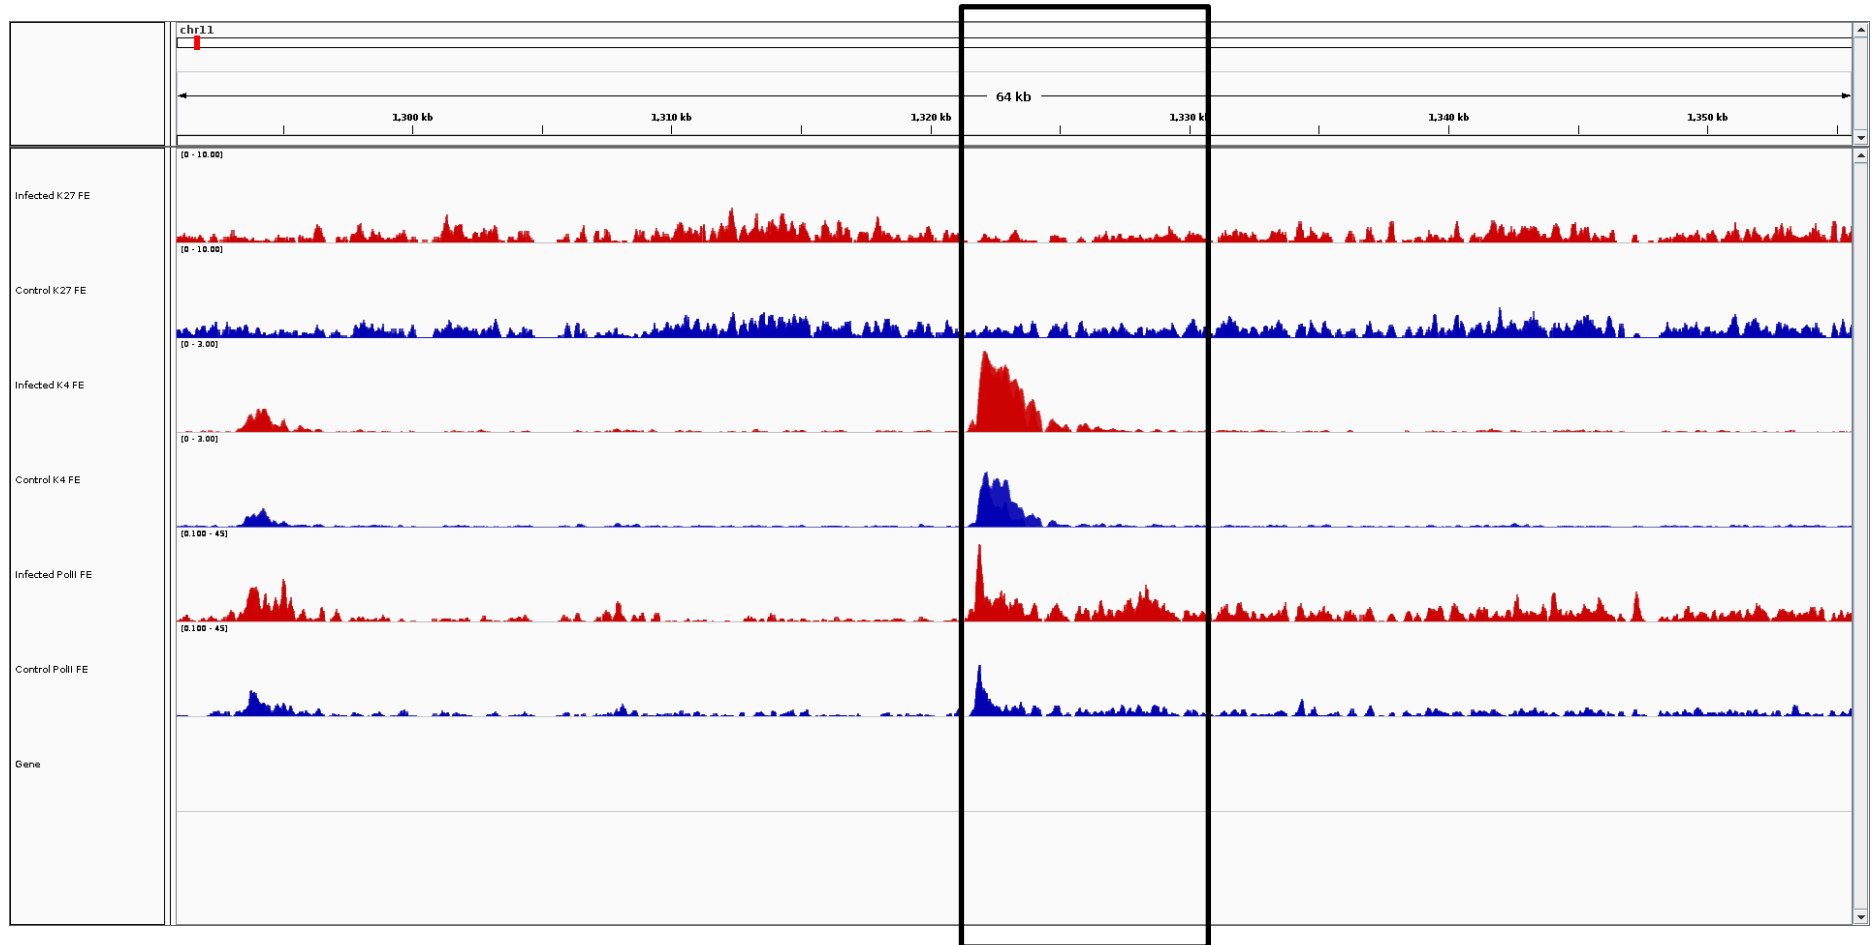 chr11
64 kb
1,300 kb
1,310 kb
1,320 kb
1,330 kb
1,340 kb
1,350 kb
[0 - 10.00]
Infected K27 FE
[0 - 10.00]
Control K27 FE
[0 - 3.00]
Infected K4 FE
[0 - 3.00]
Control K4 FE
[0.100 - 45]
Infected PolII FE
[0.100 - 45]
Control PolII FE
Gene